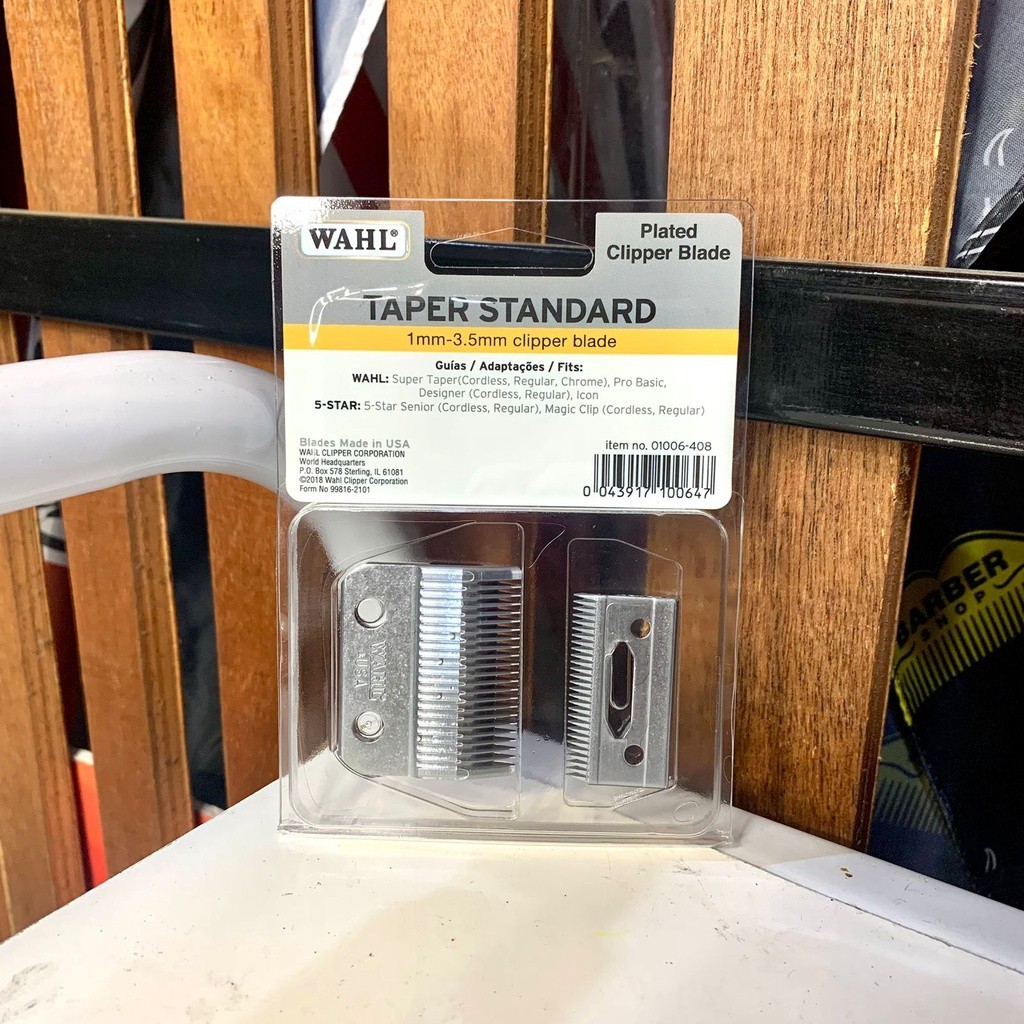 WAHL®
Plated
Clipper Blade
TAPER STANDARD
1mm-3.5mm clipper blade
Guías / Adaptações / Fits:
WAHL: Super Taper(Cordless, Regular, Chrome), Pro Basic,
Designer (Cordless, Regular), Icon
5-STAR: 5-Star Senior (Cordless, Regular), Magic Clip (Cordless, Regular)
Blades Made in USA
WAHL CLIPPER CORPORATION
World Headquarters
P.O. Box 578 Sterling, IL 61081
©2018 Wahl Clipper Corporation
Form No 99816-2101
item no. 01006-408
0 043917 100647
WAHL
USA
BARBER
SHOP